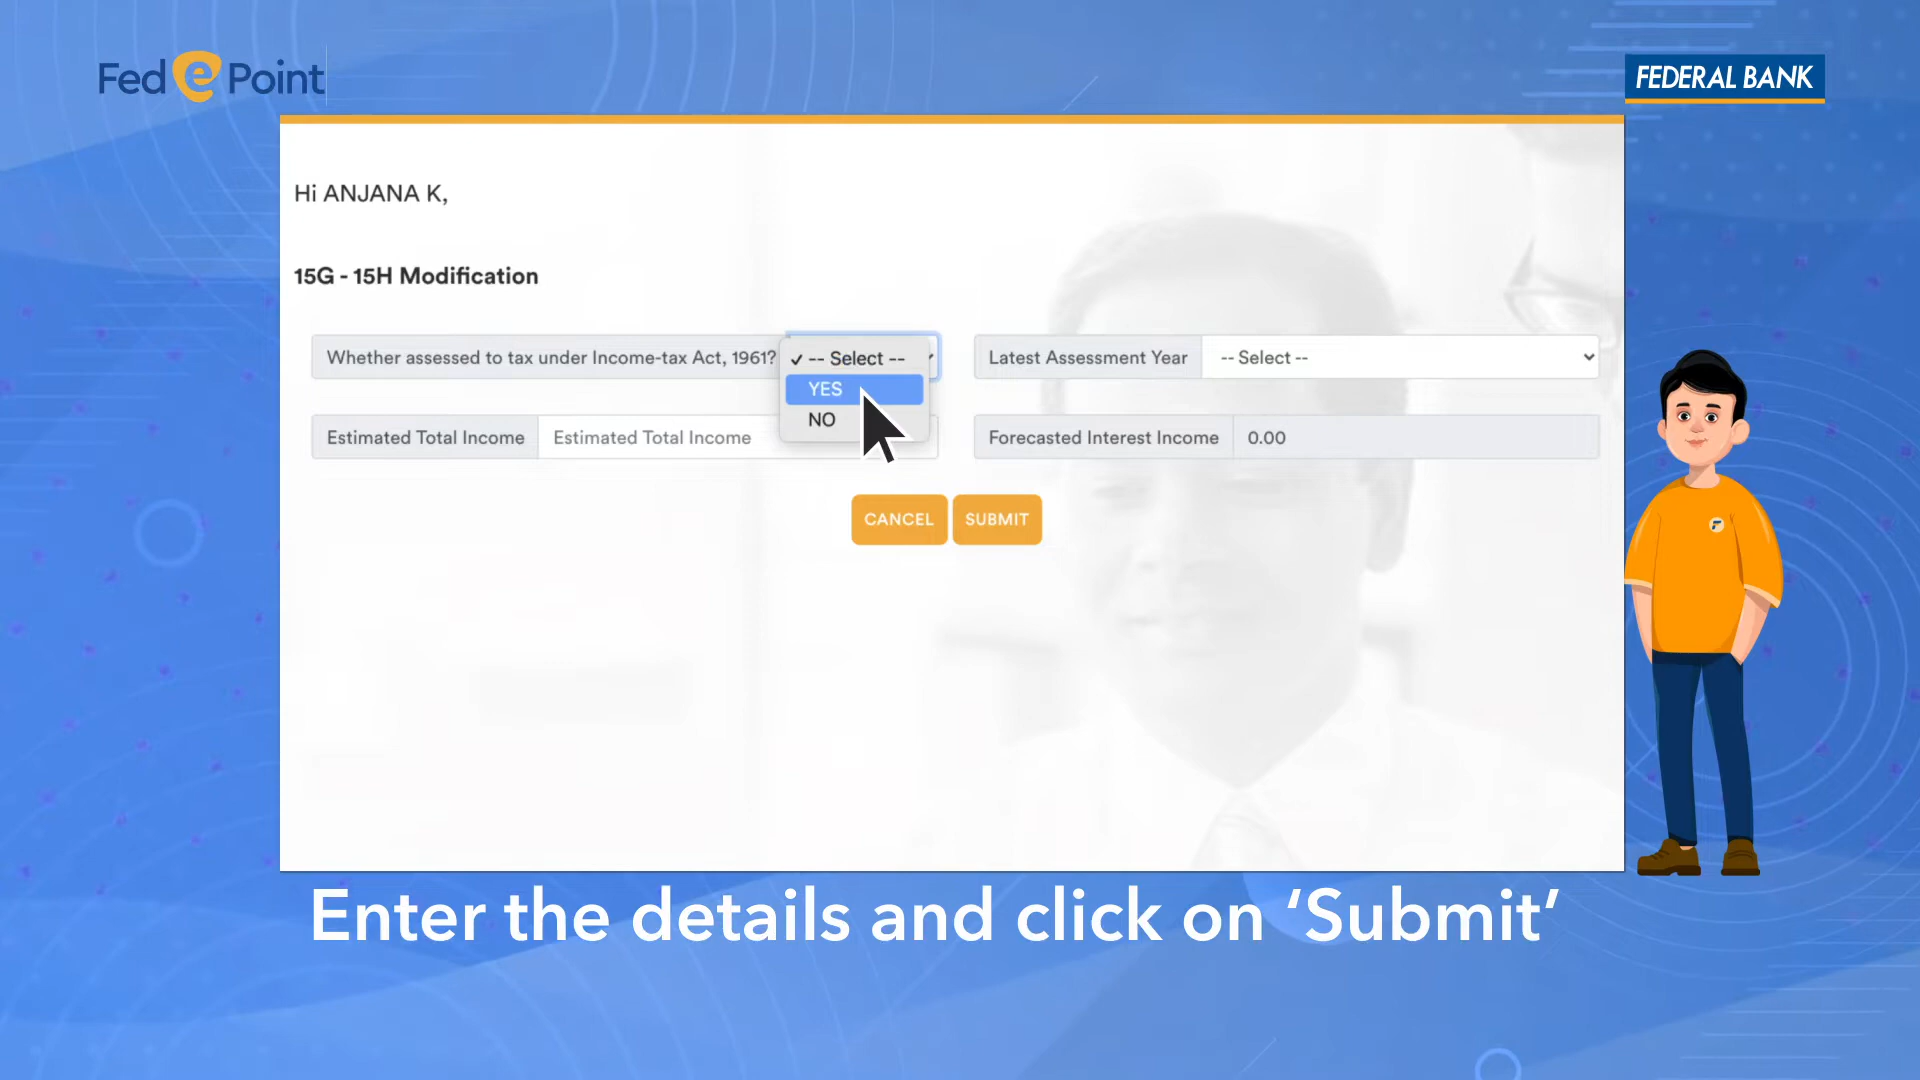 Fed e Point
FEDERAL BANK
Hi ANJANA K,
15G - 15H Modification
Whether assessed to tax under Income-tax Act, 1961?
✓ -- Select --
YES
NO
Latest Assessment Year
-- Select --
Estimated Total Income
Estimated Total Income
Forecasted Interest Income
0.00
CANCEL
SUBMIT
Enter the details and click on ‘Submit’